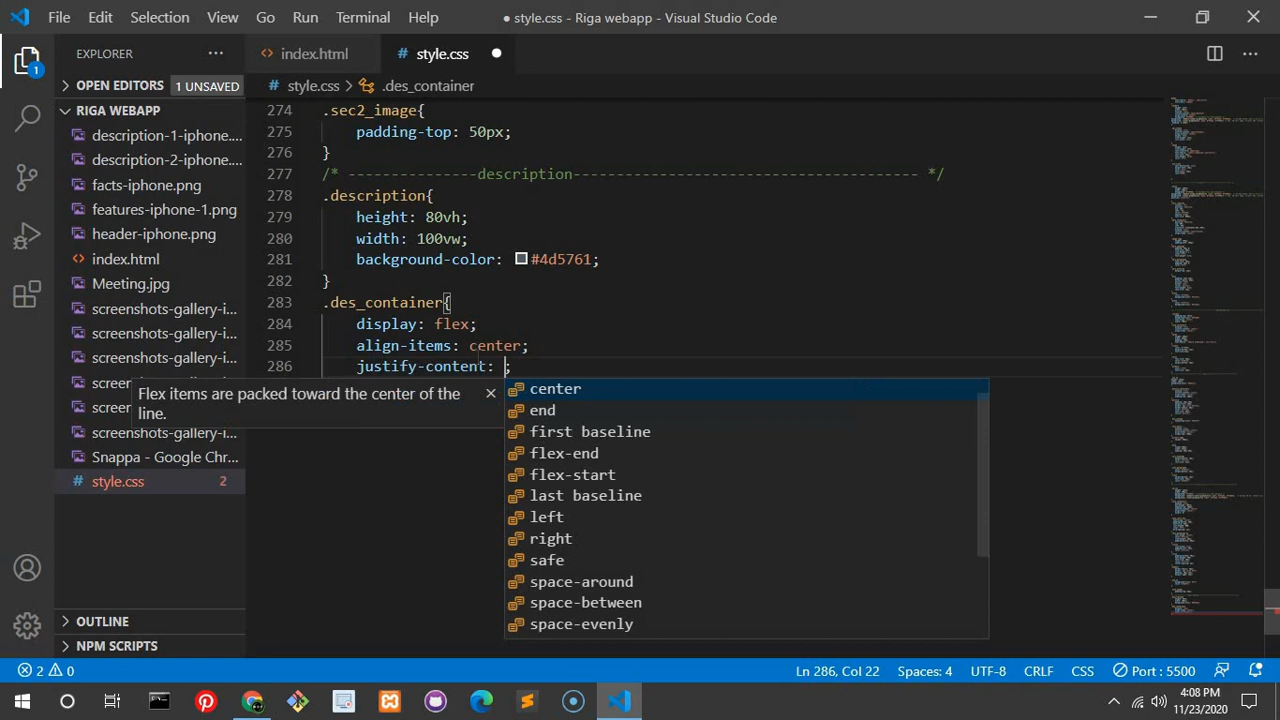 File Edit Selection View Go Run Terminal Help
● style.css - Riga webapp - Visual Studio Code
EXPLORER ···
OPEN EDITORS 1 UNSAVED
RIGA WEBAPP
description-1-iphone....
description-2-iphone....
facts-iphone.png
features-iphone-1.png
header-iphone.png
index.html
Meeting.jpg
screenshots-gallery-i...
screenshots-gallery-i...
screenshots-gallery-i...
screen
screen
screenshots-gallery-i...
Snappa - Google Chr...
style.css 2
OUTLINE
NPM SCRIPTS
1
index.html
style.css
style.css > .des_container
274 .sec2_image{
275 padding-top: 50px;
276 }
277 /* ---------------description---------------------------------------- */
278 .description{
279 height: 80vh;
280 width: 100vw;
281 background-color: #4d5761;
282 }
283 .des_container{
284 display: flex;
285 align-items: center;
286 justify-content: ;
Flex items are packed toward the center of the
line.
center
end
first baseline
flex-end
flex-start
last baseline
left
right
safe
space-around
space-between
space-evenly
2 0
Ln 286, Col 22 Spaces: 4 UTF-8 CRLF CSS Port : 5500
4:08 PM
11/23/2020